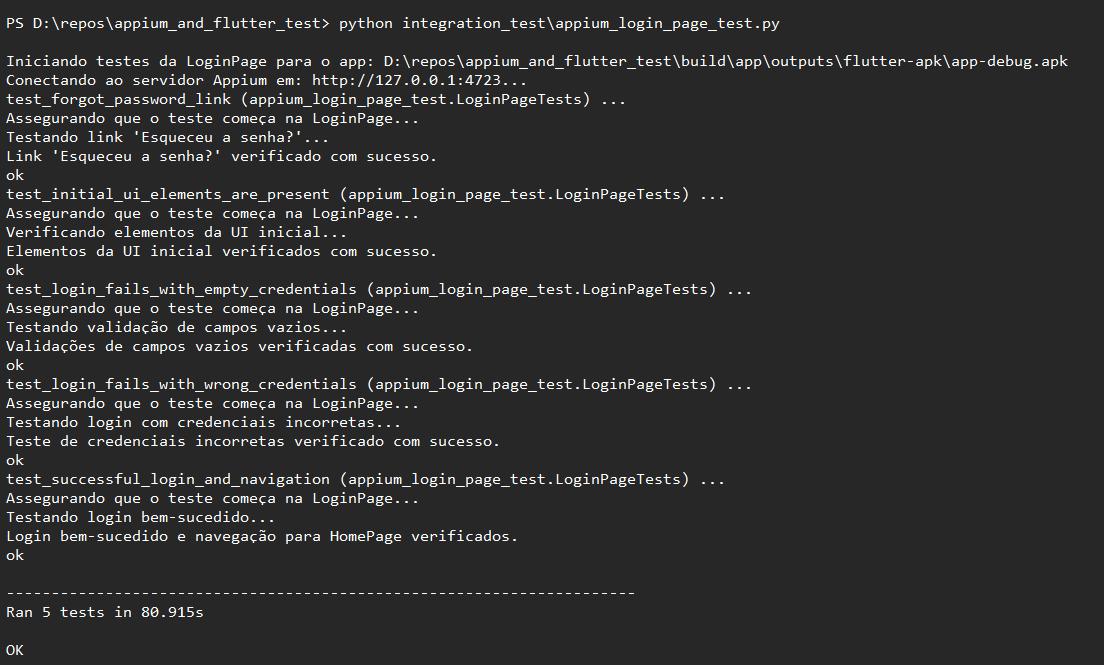 PS D:\repos\appium_and_flutter_test> python integration_test\appium_login_page_test.py
Iniciando testes da LoginPage para o app: D:\repos\appium_and_flutter_test\build\app\outputs\flutter-apk\app-debug.apk
Conectando ao servidor Appium em: http://127.0.0.1:4723...
test_forgot_password_link (appium_login_page_test.LoginPageTests) ...
Assegurando que o teste começa na LoginPage...
Testando link 'Esqueceu a senha?'...
Link 'Esqueceu a senha?' verificado com sucesso.
ok
test_initial_ui_elements_are_present (appium_login_page_test.LoginPageTests) ...
Assegurando que o teste começa na LoginPage...
Verificando elementos da UI inicial...
Elementos da UI inicial verificados com sucesso.
ok
test_login_fails_with_empty_credentials (appium_login_page_test.LoginPageTests) ...
Assegurando que o teste começa na LoginPage...
Testando validação de campos vazios...
Validações de campos vazios verificadas com sucesso.
ok
test_login_fails_with_wrong_credentials (appium_login_page_test.LoginPageTests) ...
Assegurando que o teste começa na LoginPage...
Testando login com credenciais incorretas...
Teste de credenciais incorretas verificado com sucesso.
ok
test_successful_login_and_navigation (appium_login_page_test.LoginPageTests) ...
Assegurando que o teste começa na LoginPage...
Testando login bem-sucedido...
Login bem-sucedido e navegação para HomePage verificados.
ok
----------------------------------------------------------------------
Ran 5 tests in 80.915s
OK